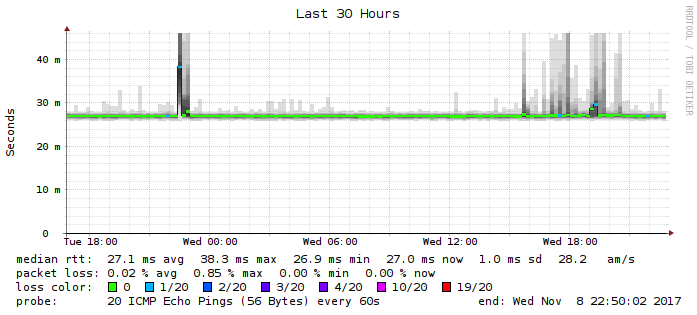 Last 30 Hours
RRDTOOL / TOBI OETIKER
Seconds
40 m
30 m
20 m
10 m
0
Tue 18:00 Wed 00:00 Wed 06:00 Wed 12:00 Wed 18:00
median rtt: 27.1 ms avg 38.3 ms max 26.9 ms min 27.0 ms now 1.0 ms sd 28.2 am/s
packet loss: 0.02 % avg 0.85 % max 0.00 % min 0.00 % now
loss color: 0 1/20 2/20 3/20 4/20 10/20 19/20
probe: 20 ICMP Echo Pings (56 Bytes) every 60s end: Wed Nov 8 22:50:02 2017